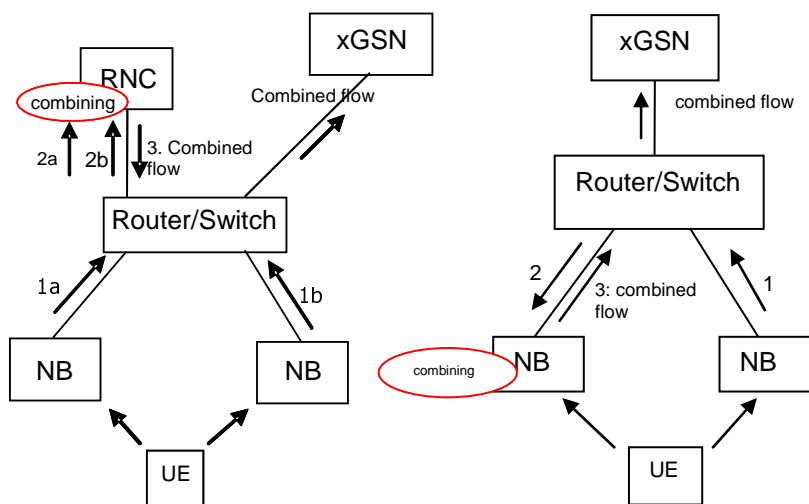 xGSN
RNC
combining
Combined flow
2a
2b
3. Combined
flow
Router/Switch
1a
1b
NB
NB
UE
xGSN
combined flow
Router/Switch
2
3: combined
flow
1
combining
NB
NB
UE